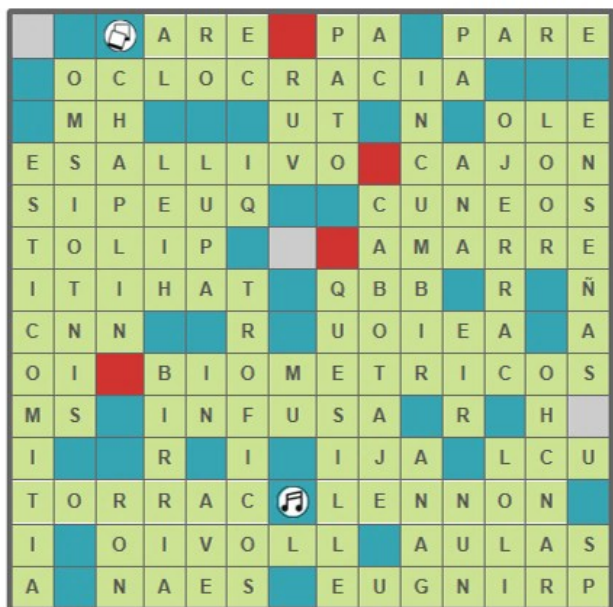 A R E P A P A R E
O C L O C R A C I A
M H U T N O L E
E S A L L I V O C A J O N
S I P E U Q C U N E O S
T O L I P A M A R R E
I T I H A T Q B B R Ñ
C N N R U O I E A A
O I B I O M E T R I C O S
M S I N F U S A R H
I R I I J A L C U
T O R R A C L E N N O N
I O I V O L L A U L A S
A N A E S E U G N I R P